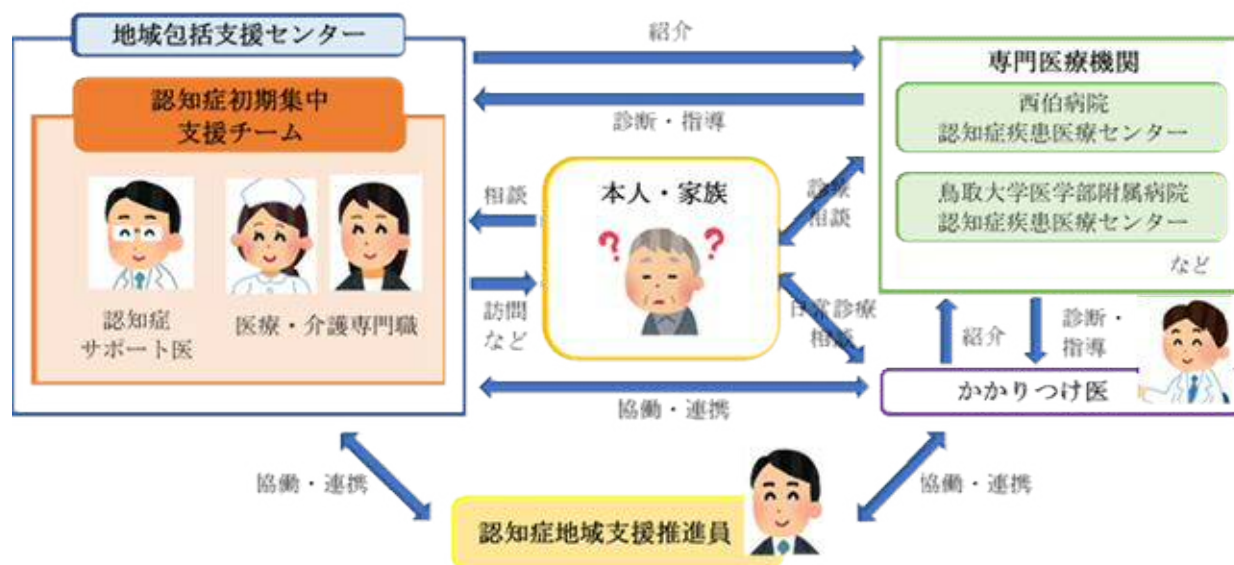 地域包括支援センター
認知症初期集中
支援チーム
認知症
サポート医
医療・介護専門職
紹介
診断・指導
相談
訪問
など
本人・家族
? ?
診療
相談
日常診療
相談
専門医療機関
西伯病院
認知症疾患医療センター
鳥取大学医学部附属病院
認知症疾患医療センター
など
紹介
診断・
指導
かかりつけ医
協働・連携
協働・連携
協働・連携
認知症地域支援推進員